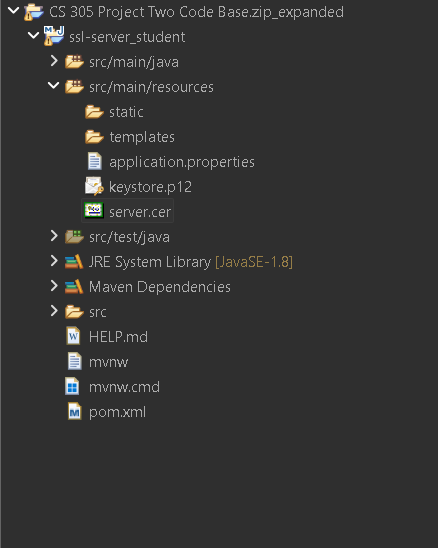 CS 305 Project Two Code Base.zip_expanded
ssl-server_student
src/main/java
src/main/resources
static
templates
application.properties
keystore.p12
server.cer
src/test/java
JRE System Library [JavaSE-1.8]
Maven Dependencies
src
HELP.md
mvnw
mvnw.cmd
pom.xml